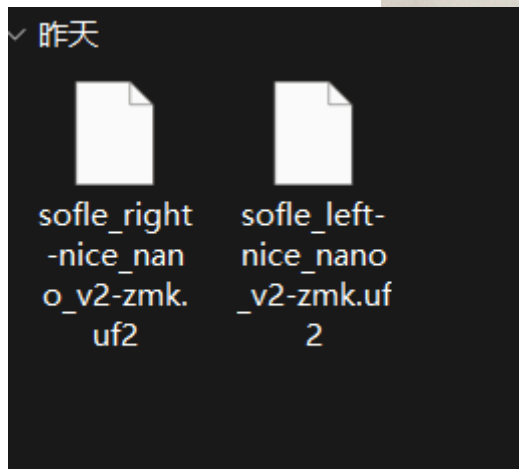 昨天
sofle_right
-nice_nan
o_v2-zmk.
uf2
sofle_left-
nice_nano
_v2-zmk.uf
2